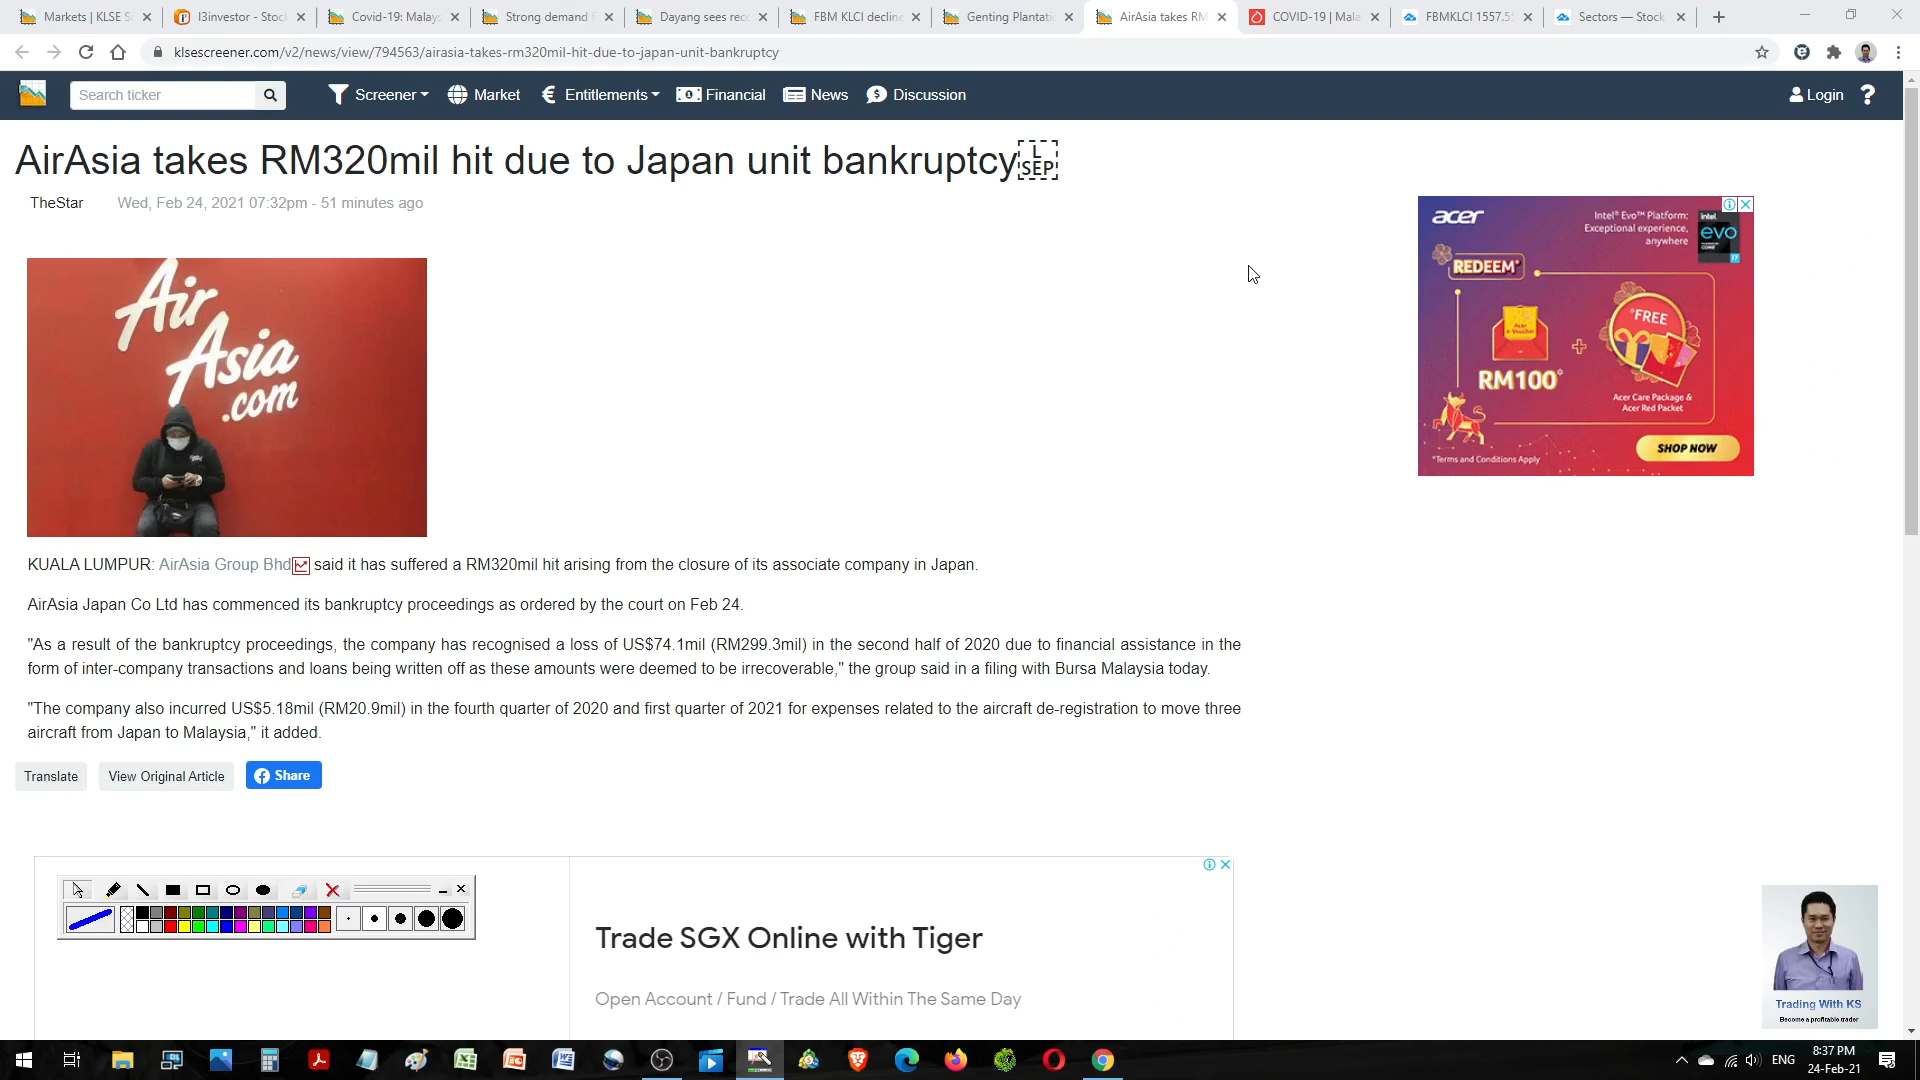 Markets | KLSE S
I3investor - Stock
Covid-19: Malays
Strong demand f
Dayang sees rec
FBM KLCI decline
Genting Plantatio
AirAsia takes RM
COVID-19 | Mala
FBMKLCI 1557.5
Sectors — Stock
klsescreener.com/v2/news/view/794563/airasia-takes-rm320mil-hit-due-to-japan-unit-bankruptcy
Search ticker
Screener
Market
Entitlements
Financial
News
Discussion
Login
?
AirAsia takes RM320mil hit due to Japan unit bankruptcy
L
SEP
TheStar Wed, Feb 24, 2021 07:32pm - 51 minutes ago
Air
Asia
.com
acer
Intel® Evo™ Platform:
Exceptional experience,
anywhere
intel
evo
REDEEM*
Acer
e-Voucher
RM100*
*FREE
Acer Care Package &
Acer Red Packet
SHOP NOW
*Terms and Conditions Apply
KUALA LUMPUR: AirAsia Group Bhd said it has suffered a RM320mil hit arising from the closure of its associate company in Japan.
AirAsia Japan Co Ltd has commenced its bankruptcy proceedings as ordered by the court on Feb 24.
"As a result of the bankruptcy proceedings, the company has recognised a loss of US$74.1mil (RM299.3mil) in the second half of 2020 due to financial assistance in the
form of inter-company transactions and loans being written off as these amounts were deemed to be irrecoverable," the group said in a filing with Bursa Malaysia today.
"The company also incurred US$5.18mil (RM20.9mil) in the fourth quarter of 2020 and first quarter of 2021 for expenses related to the aircraft de-registration to move three
aircraft from Japan to Malaysia," it added.
Translate
View Original Article
Share
Trade SGX Online with Tiger
Open Account / Fund / Trade All Within The Same Day
Trading With KS
Become a profitable trader
ENG
8:37 PM
24-Feb-21